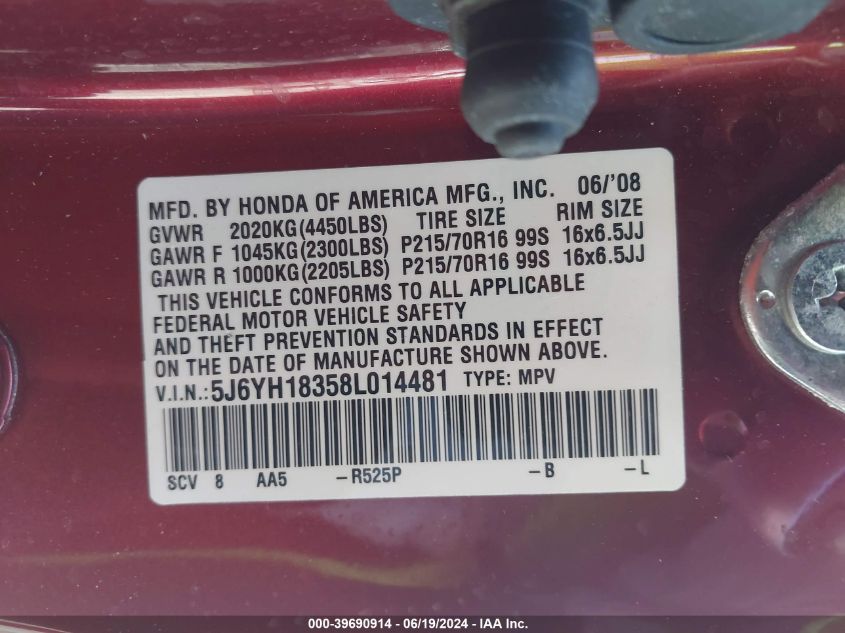 MFD. BY HONDA OF AMERICA MFG., INC. 06/'08
GVWR 2020KG(4450LBS) TIRE SIZE RIM SIZE
GAWR F 1045KG(2300LBS) P215/70R16 99S 16x6.5JJ
GAWR R 1000KG(2205LBS) P215/70R16 99S 16x6.5JJ
THIS VEHICLE CONFORMS TO ALL APPLICABLE
FEDERAL MOTOR VEHICLE SAFETY
AND THEFT PREVENTION STANDARDS IN EFFECT
ON THE DATE OF MANUFACTURE SHOWN ABOVE.
V.I.N.:5J6YH18358L014481 TYPE: MPV
SCV 8 AA5 -R525P -B -L
000-39690914 - 06/19/2024 - IAA Inc.